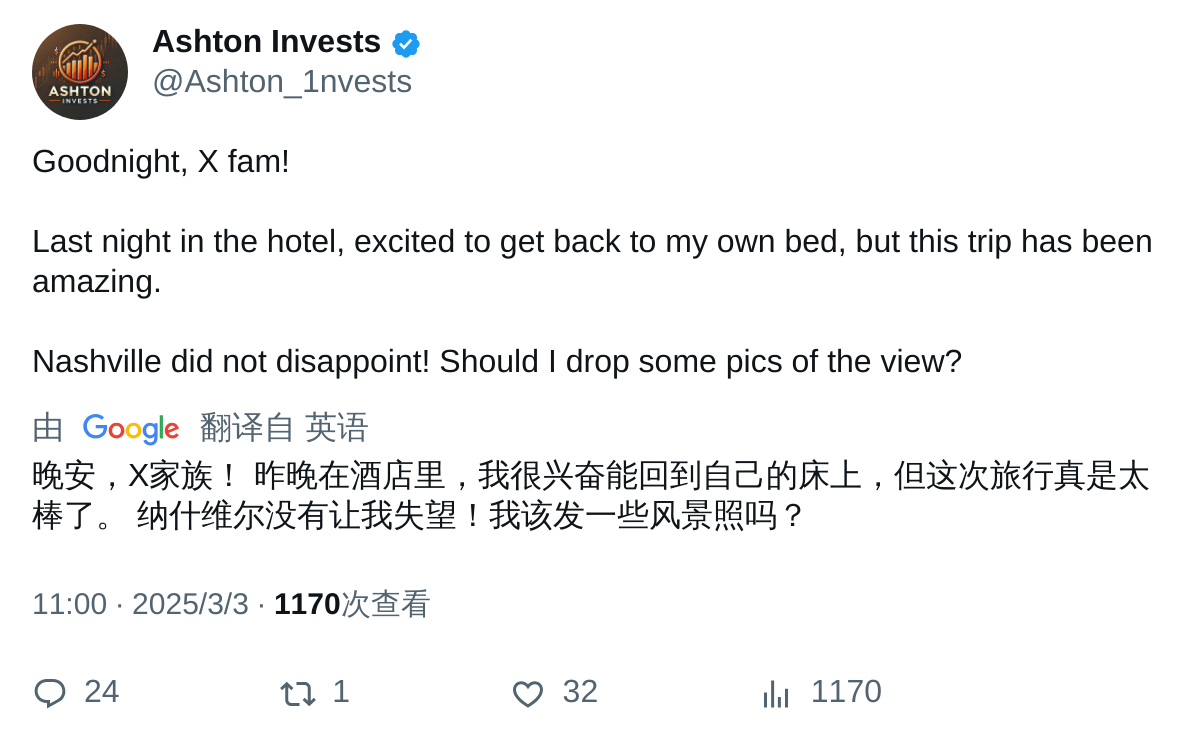 ASHTON
INVESTS
Ashton Invests
@Ashton_1nvests
Goodnight, X fam!
Last night in the hotel, excited to get back to my own bed, but this trip has been
amazing.
Nashville did not disappoint! Should I drop some pics of the view?
由 Google 翻译自 英语
晚安，X家族！ 昨晚在酒店里，我很兴奋能回到自己的床上，但这次旅行真是太
棒了。 纳什维尔没有让我失望！我该发一些风景照吗？
11:00 · 2025/3/3 · 1170次查看
24 1 32 1170